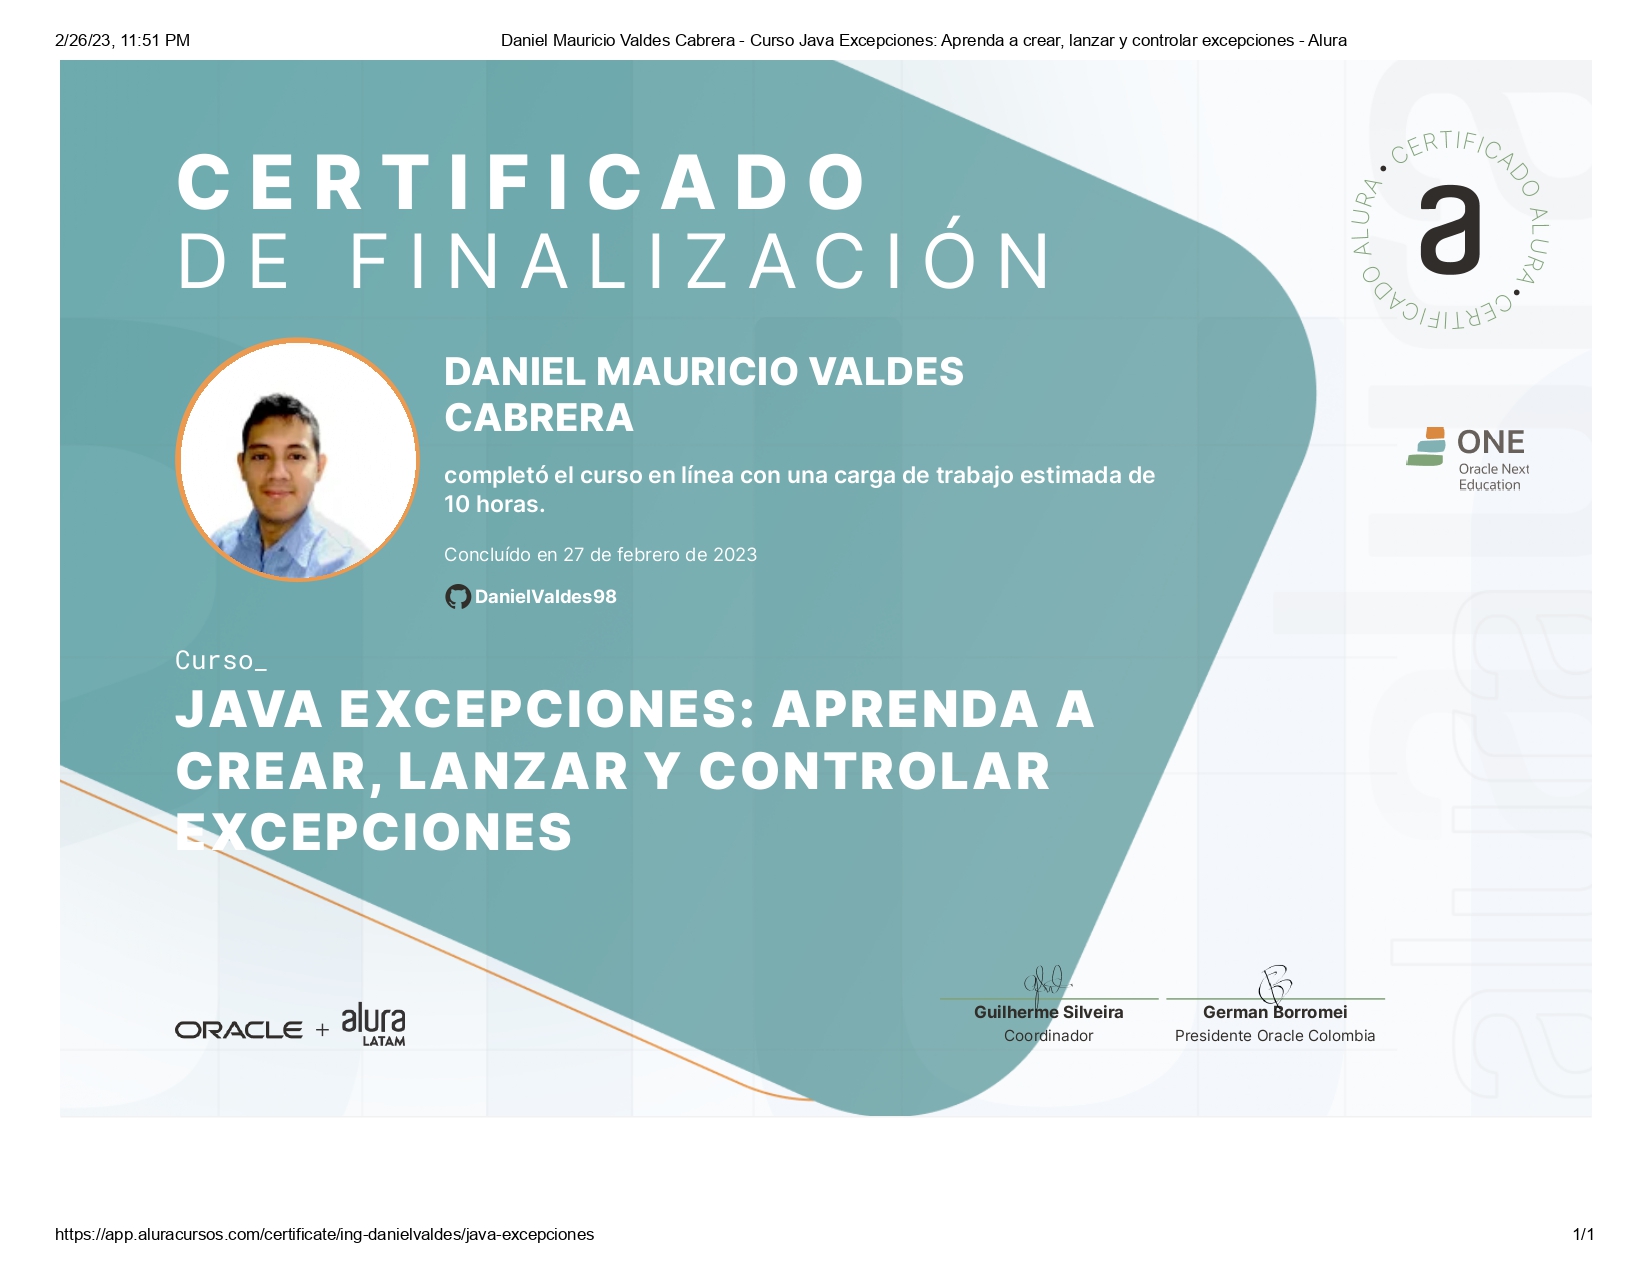 2/26/23, 11:51 PM
Daniel Mauricio Valdes Cabrera - Curso Java Excepciones: Aprenda a crear, lanzar y controlar excepciones - Alura
CERTIFICADO
DE FINALIZACIÓN
CERTIFICADO ALURA • CERTIFICADO ALURA •
a
DANIEL MAURICIO VALDES
CABRERA
completó el curso en línea con una carga de trabajo estimada de
10 horas.
Concluído en 27 de febrero de 2023
DanielValdes98
ONE
Oracle Next
Education
Curso_
JAVA EXCEPCIONES: APRENDA A
CREAR, LANZAR Y CONTROLAR
EXCEPCIONES
ORACLE + alura
LATAM
Guilherme Silveira
Coordinador
German Borromei
Presidente Oracle Colombia
alura
https://app.aluracursos.com/certificate/ing-danielvaldes/java-excepciones
1/1